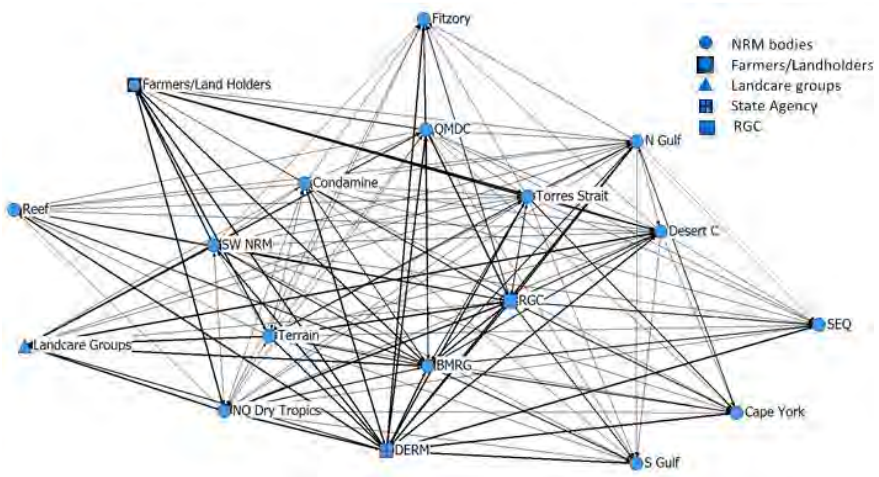 Fitzory
NRM bodies
Farmers/Landholders
Landcare groups
State Agency
RGC
Farmers/Land Holders
QMDC
N Gulf
Condamine
Torres Strait
Reef
Desert C
SW NRM
RGC
SEQ
Terrain
Landcare Groups
BMRG
NQ Dry Tropics
Cape York
DERM
S Gulf